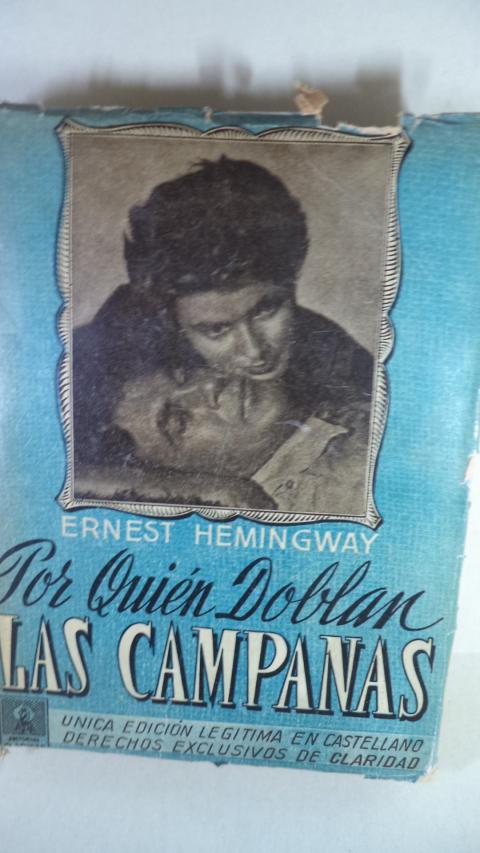 ERNEST HEMINGWAY
Por Quién Doblan
LAS CAMPANAS
UNICA EDICIÓN LEGITIMA EN CASTELLANO
DERECHOS EXCLUSIVOS DE CLARIDAD